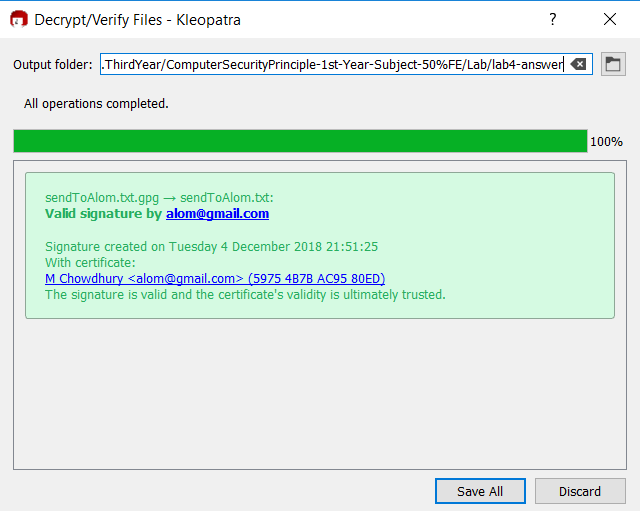 Decrypt/Verify Files - Kleopatra
?
Output folder: .ThirdYear/ComputerSecurityPrinciple-1st-Year-Subject-50%FE/Lab/lab4-answer
All operations completed.
100%
sendToAlom.txt.gpg → sendToAlom.txt:
Valid signature by alom@gmail.com
Signature created on Tuesday 4 December 2018 21:51:25
With certificate:
M Chowdhury <alom@gmail.com> (5975 4B7B AC95 80ED)
The signature is valid and the certificate's validity is ultimately trusted.
Save All Discard